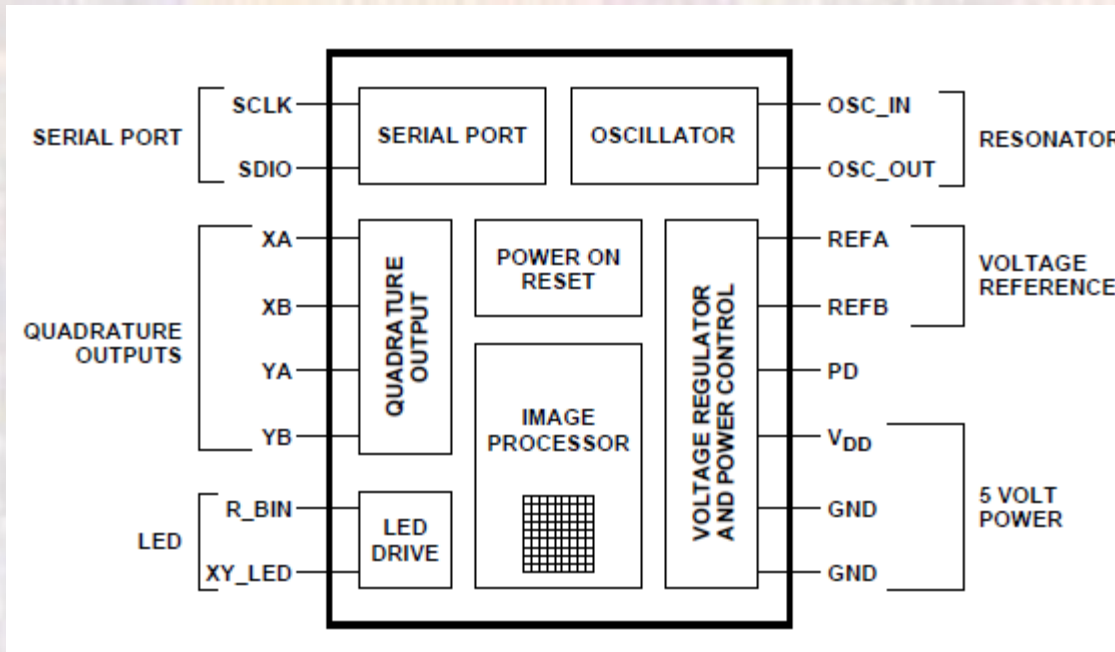 SERIAL PORT
SCLK
SDIO
SERIAL PORT
OSCILLATOR
OSC_IN
OSC_OUT
RESONATOR
QUADRATURE
OUTPUTS
XA
XB
YA
YB
QUADRATURE
OUTPUT
POWER ON
RESET
IMAGE
PROCESSOR
VOLTAGE REGULATOR
AND POWER CONTROL
REFA
REFB
VOLTAGE
REFERENCE
PD
VDD
GND
GND
5 VOLT
POWER
LED
R_BIN
XY_LED
LED
DRIVE